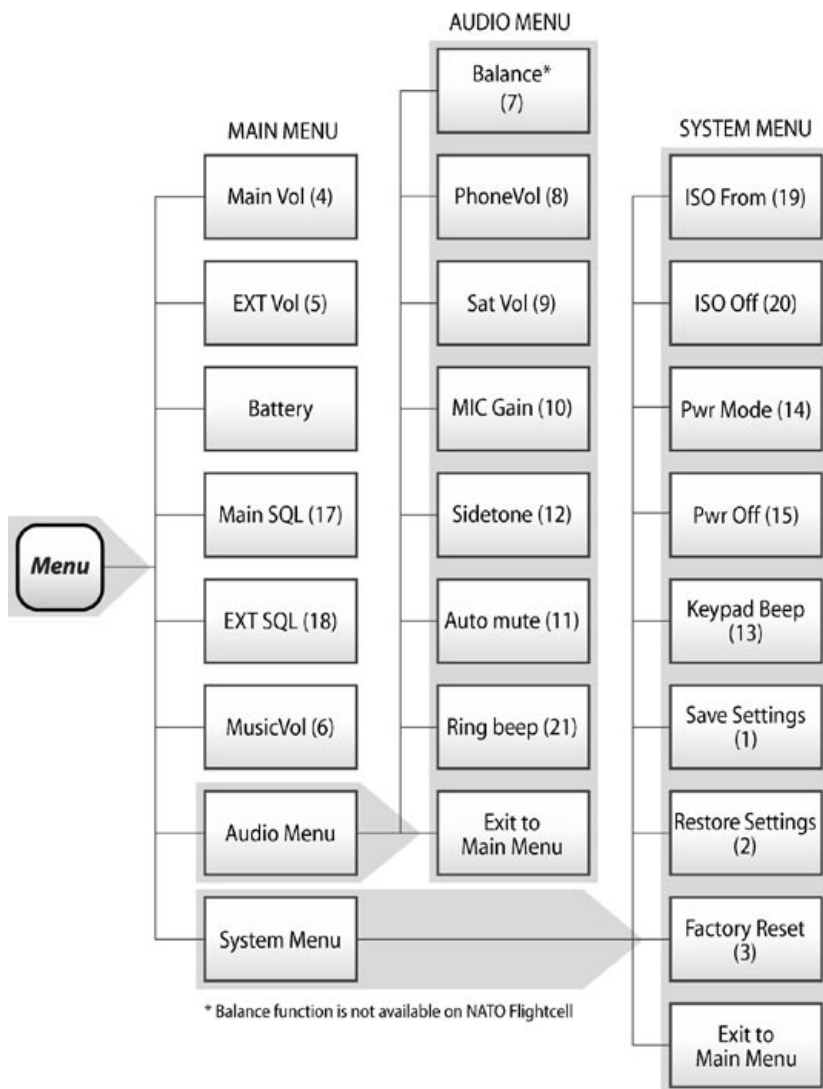 Menu
MAIN MENU
Main Vol (4)
EXT Vol (5)
Battery
Main SQL (17)
EXT SQL (18)
MusicVol (6)
Audio Menu
System Menu
AUDIO MENU
Balance*
(7)
PhoneVol (8)
Sat Vol (9)
MIC Gain (10)
Sidetone (12)
Auto mute (11)
Ring beep (21)
Exit to
Main Menu
SYSTEM MENU
ISO From (19)
ISO Off (20)
Pwr Mode (14)
Pwr Off (15)
Keypad Beep
(13)
Save Settings
(1)
Restore Settings
(2)
Factory Reset
(3)
Exit to
Main Menu
* Balance function is not available on NATO Flightcell